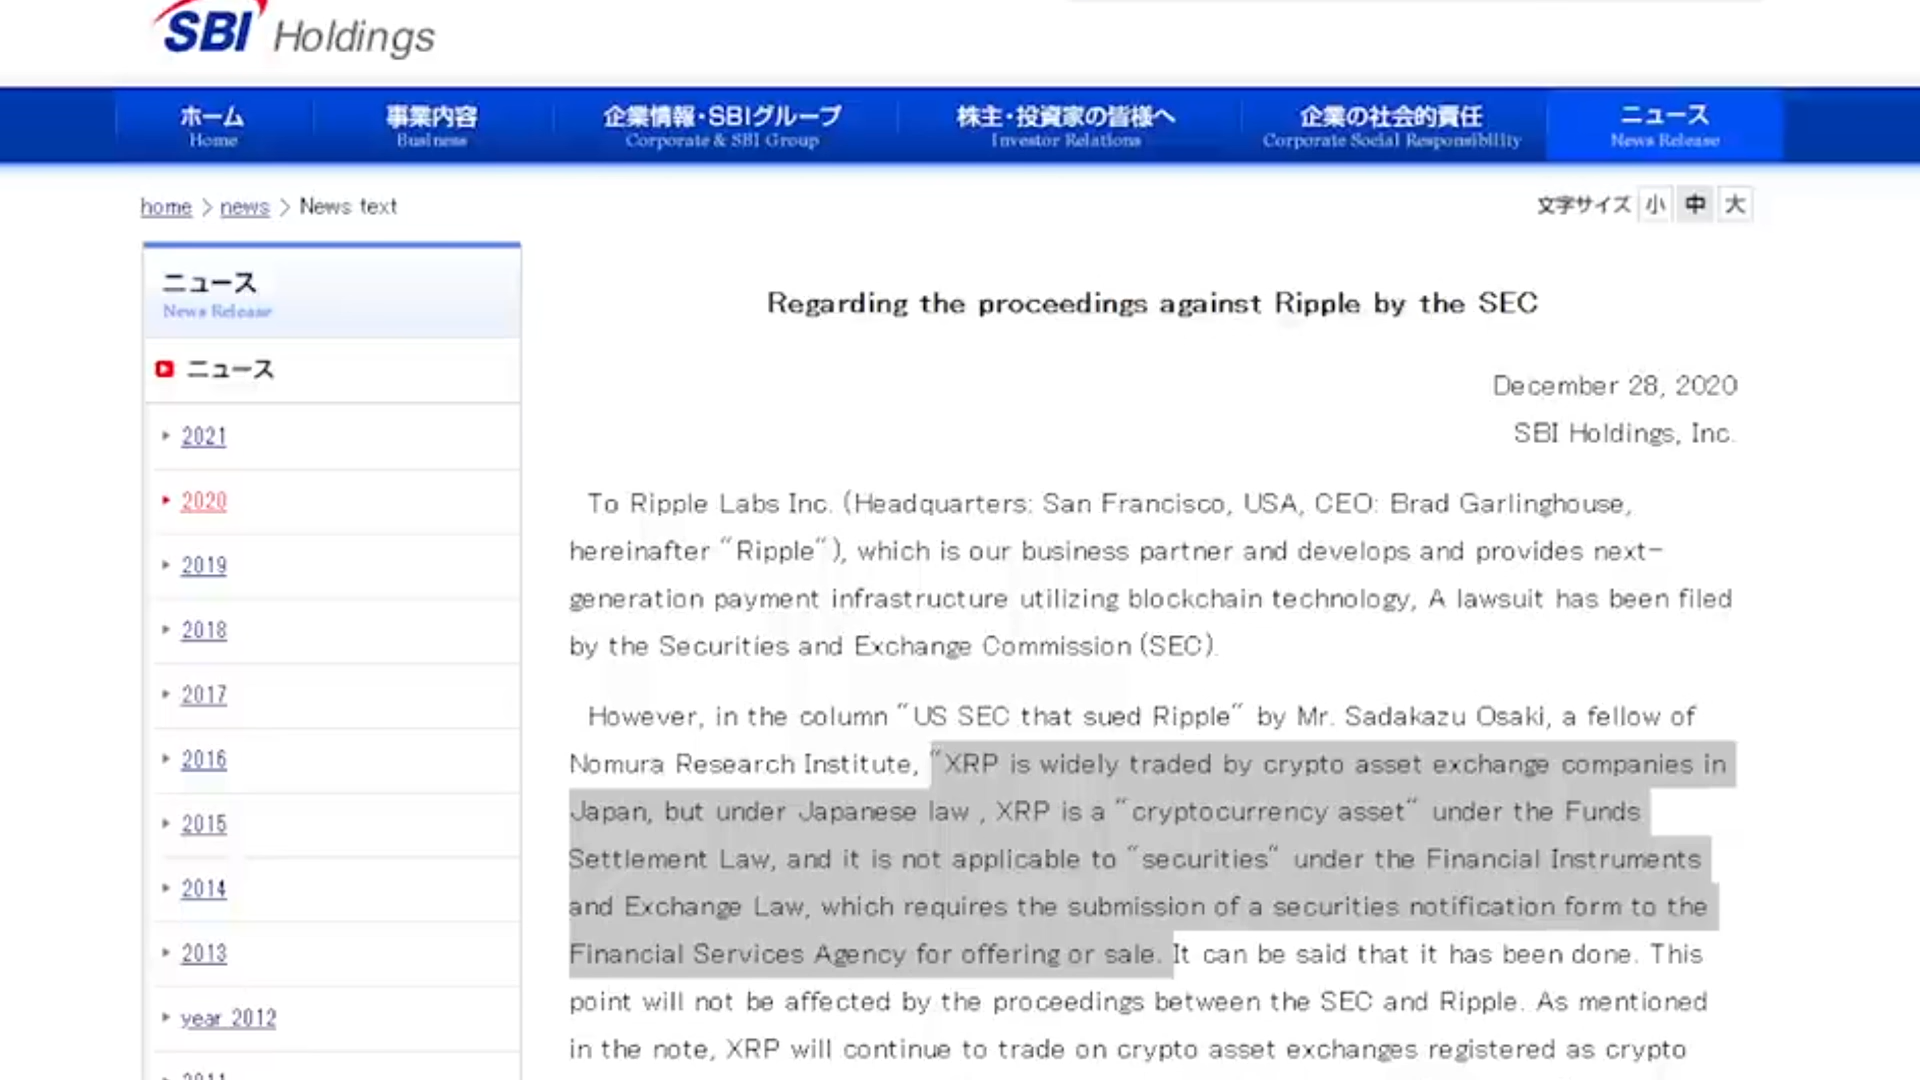 SBI Holdings
ホーム 事業内容 企業情報・SBIグループ 株主・投資家の皆様へ 企業の社会的責任 ニュース
Home Business Corporate & SBI Group Investor Relations Corporate Social Responsibility News Release
home > news > News text
文字サイズ 小 中 大
ニュース
News Release
ニュース
2021
2020
2019
2018
2017
2016
2015
2014
2013
year 2012
Regarding the proceedings against Ripple by the SEC
December 28, 2020
SBI Holdings, Inc.
To Ripple Labs Inc. (Headquarters: San Francisco, USA, CEO: Brad Garlinghouse,
hereinafter "Ripple"), which is our business partner and develops and provides next-
generation payment infrastructure utilizing blockchain technology, A lawsuit has been filed
by the Securities and Exchange Commission (SEC).
However, in the column "US SEC that sued Ripple" by Mr. Sadakazu Osaki, a fellow of
Nomura Research Institute, "XRP is widely traded by crypto asset exchange companies in
Japan, but under Japanese law , XRP is a "cryptocurrency asset" under the Funds
Settlement Law, and it is not applicable to "securities" under the Financial Instruments
and Exchange Law, which requires the submission of a securities notification form to the
Financial Services Agency for offering or sale. It can be said that it has been done. This
point will not be affected by the proceedings between the SEC and Ripple. As mentioned
in the note, XRP will continue to trade on crypto asset exchanges registered as crypto